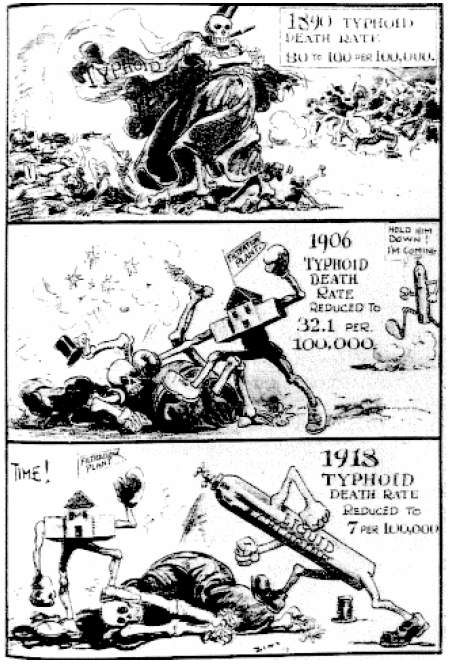 1890 TYPHOID
DEATH RATE
80 TO 100 PER 100,000.
TYPHOID
FILTRATION
PLANT
1906
TYPHOID
DEATH
RATE
REDUCED TO
32.1 PER.
100,000.
HOLD HIM
DOWN!
I'M COMING
TIME!
FILTRATION
PLANT
1918
TYPHOID
DEATH RATE
REDUCED TO
7 PER 100,000
LIQUID